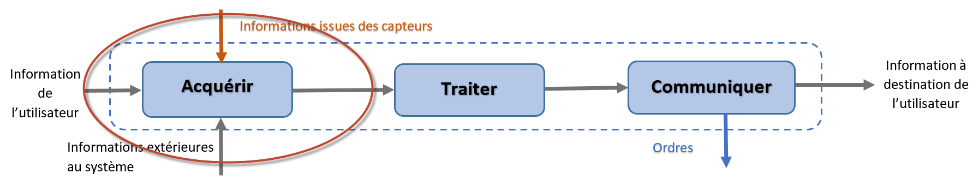 Informations issues des capteurs
Information
de
l’utilisateur
Acquérir
Traiter
Communiquer
Information à
destination de
l’utilisateur
Informations extérieures
au système
Ordres